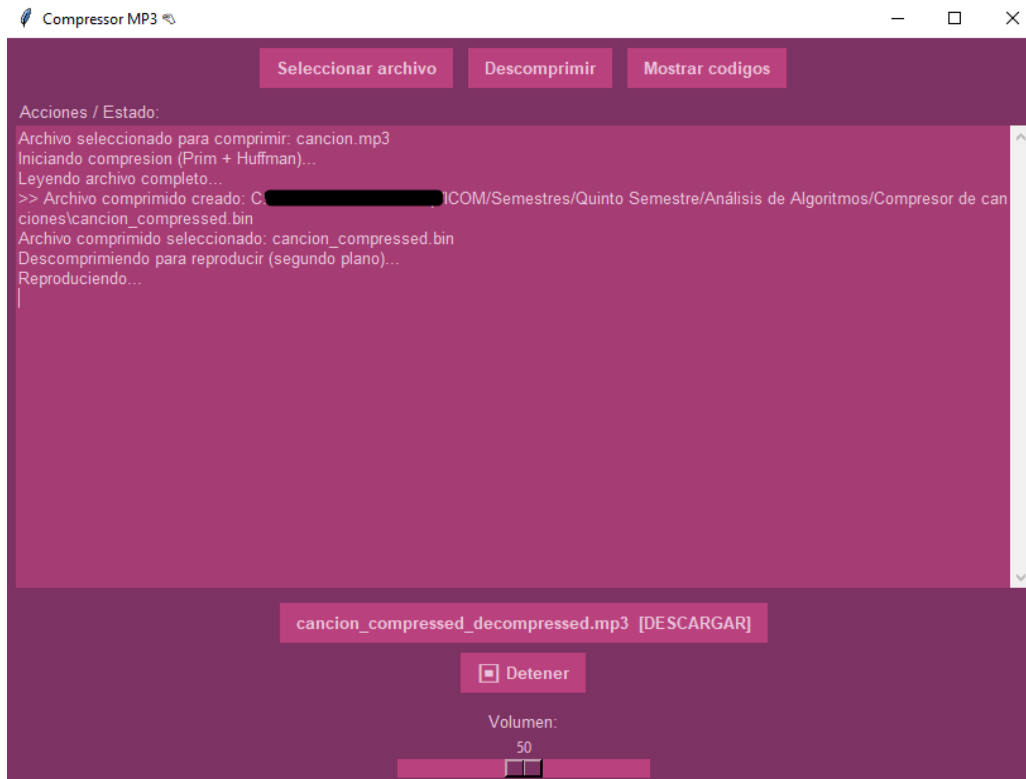 Compressor MP3
Seleccionar archivo Descomprimir Mostrar codigos
Acciones / Estado:
Archivo seleccionado para comprimir: cancion.mp3
Iniciando compresion (Prim + Huffman)...
Leyendo archivo completo...
>> Archivo comprimido creado: C: /ICOM/Semestres/Quinto Semestre/Análisis de Algoritmos/Compresor de can
ciones\cancion_compressed.bin
Archivo comprimido seleccionado: cancion_compressed.bin
Descomprimiendo para reproducir (segundo plano)...
Reproduciendo...
cancion_compressed_decompressed.mp3 [DESCARGAR]
Detener
Volumen:
50